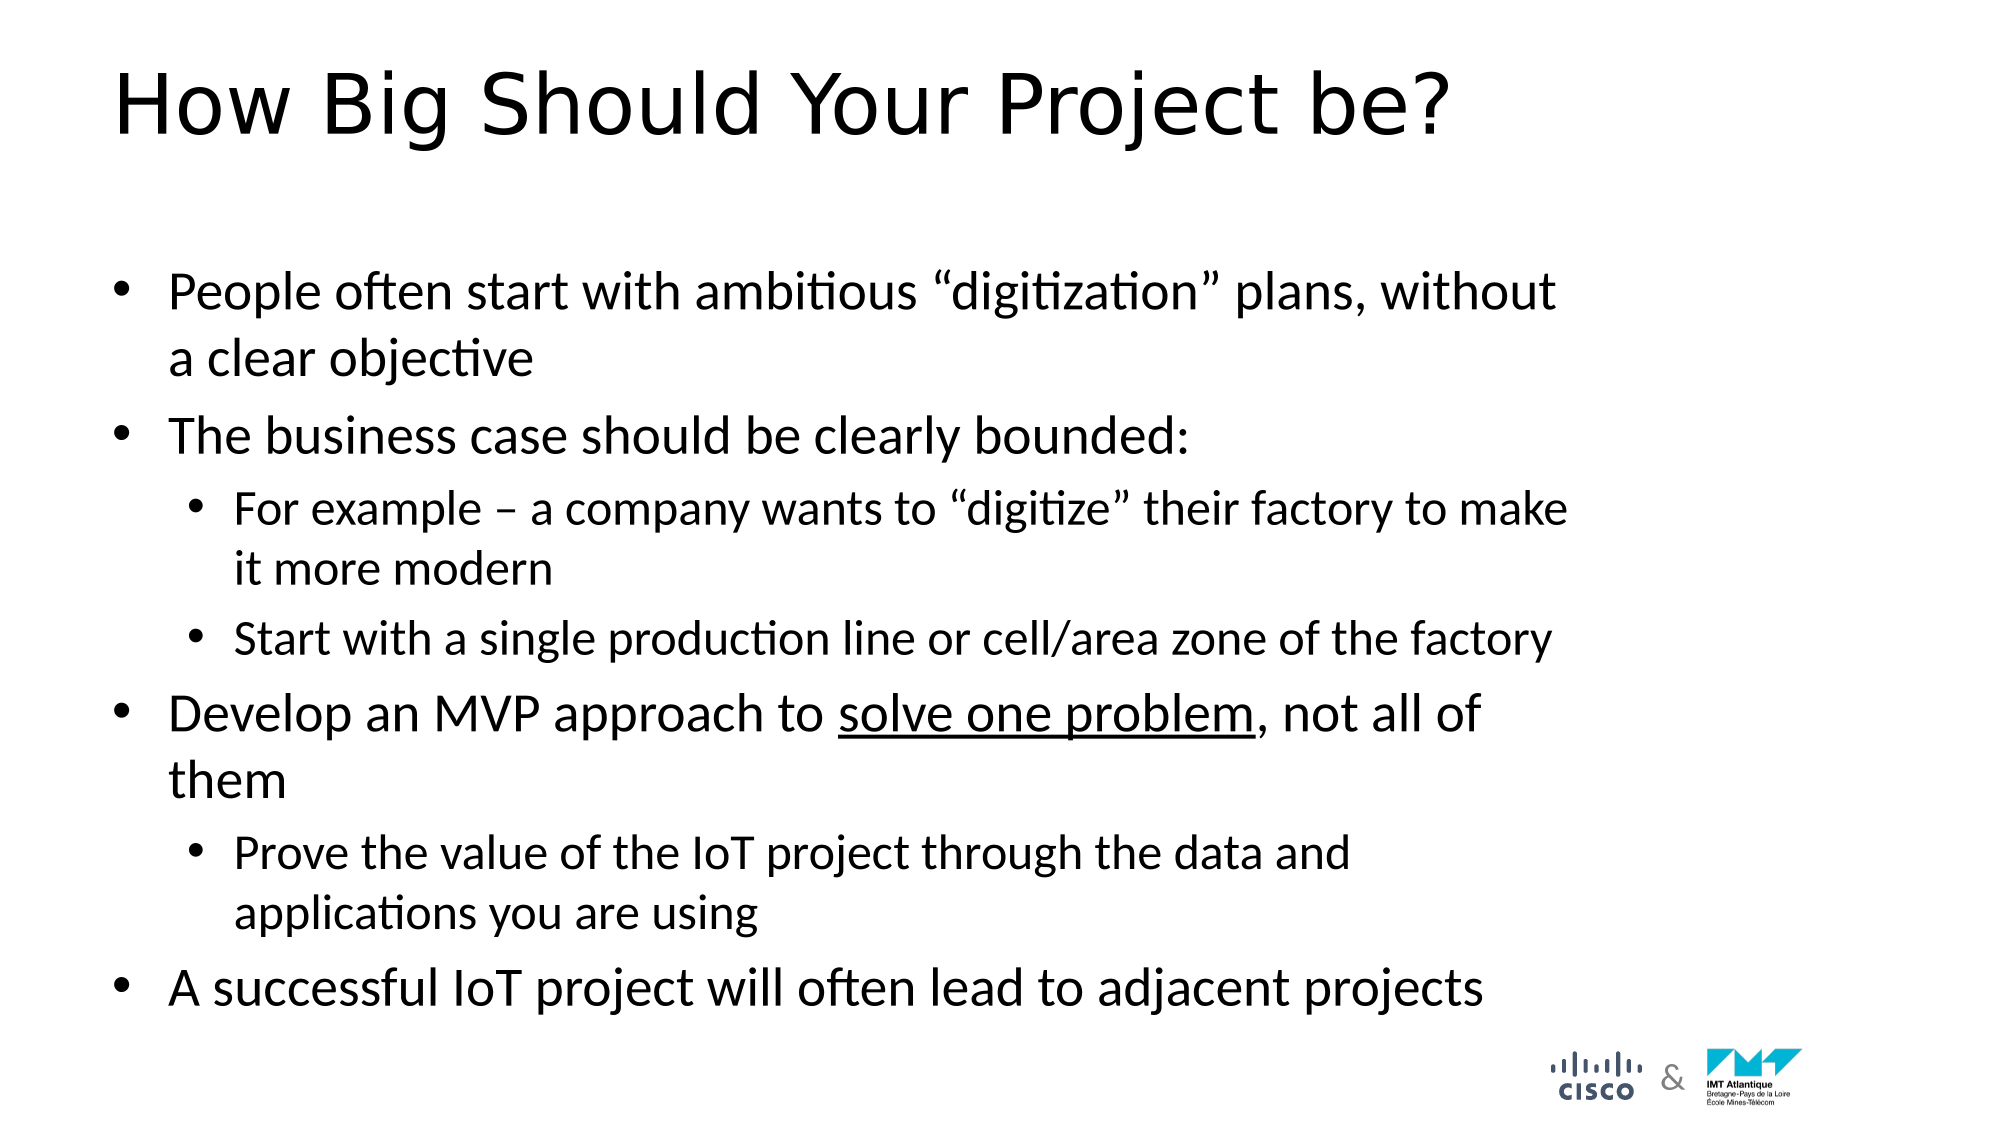 How Big Should Your Project be?
• People often start with ambitious “digitization” plans, without
a clear objective
• The business case should be clearly bounded:
• For example – a company wants to “digitize” their factory to make
it more modern
• Start with a single production line or cell/area zone of the factory
• Develop an MVP approach to solve one problem, not all of
them
• Prove the value of the IoT project through the data and
applications you are using
• A successful IoT project will often lead to adjacent projects
CISCO & IMT Atlantique
Bretagne-Pays de la Loire
École Mines-Télécom